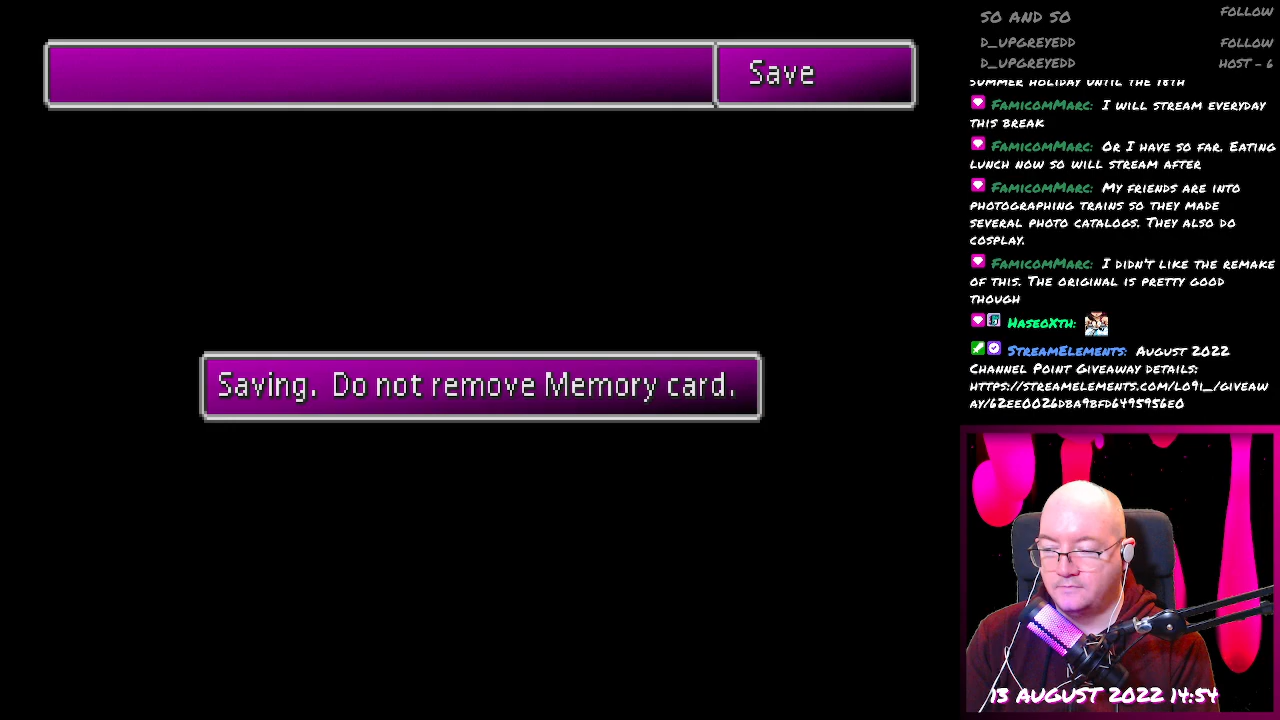 Save
Saving. Do not remove Memory card.
SO AND SO FOLLOW
D_UPGREYEDD FOLLOW
D_UPGREYEDD HOST - 6
SUMMER HOLIDAY UNTIL THE 18TH
FamicomMarc: I WILL STREAM EVERYDAY
THIS BREAK
FamicomMarc: OR I HAVE SO FAR. EATING
LUNCH NOW SO WILL STREAM AFTER
FamicomMarc: MY FRIENDS ARE INTO
PHOTOGRAPHING TRAINS SO THEY MADE
SEVERAL PHOTO CATALOGS. THEY ALSO DO
COSPLAY.
FamicomMarc: I DIDN'T LIKE THE REMAKE
OF THIS. THE ORIGINAL IS PRETTY GOOD
THOUGH
HaseoXth:
StreamElements: AUGUST 2022
CHANNEL POINT GIVEAWAY DETAILS:
HTTPS://STREAMELEMENTS.COM/LO9I_/GIVEAW
AY/62EE0026DBA9BFD6495956E0
13 AUGUST 2022 14:54